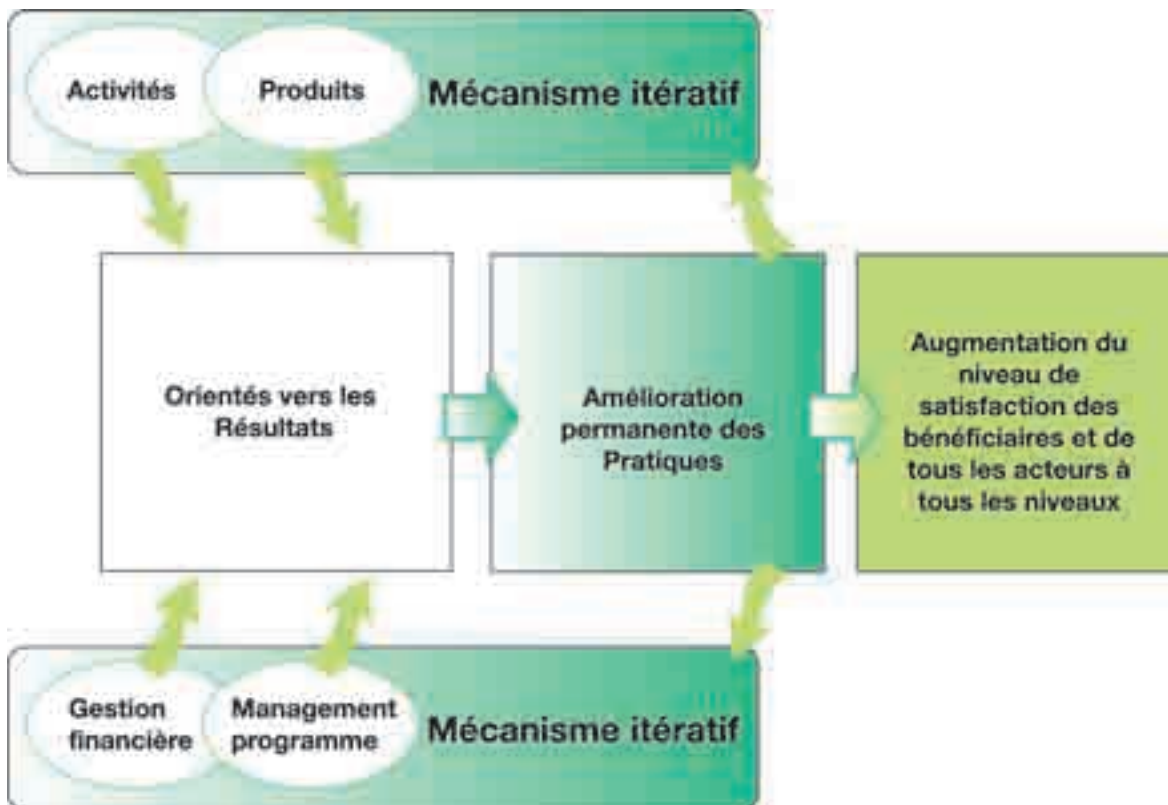 Activités
Produits
Mécanisme itératif
Orientés vers les
Résultats
Amélioration
permanente des
Pratiques
Augmentation du
niveau de
satisfaction des
bénéficiaires et de
tous les acteurs à
tous les niveaux
Gestion
financière
Management
programme
Mécanisme itératif